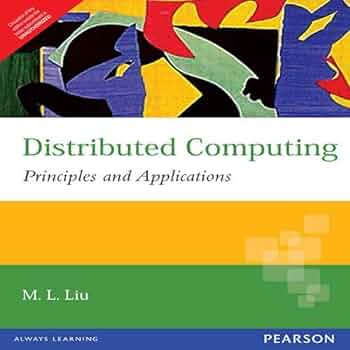 Distributed Computing
Principles and Applications
M. L. Liu
ALWAYS LEARNING
PEARSON